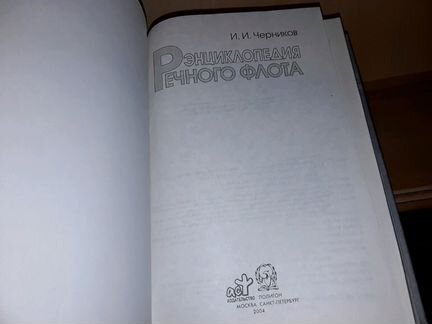 И. И. Черников
ЭНЦИКЛОПЕДИЯ
РЕЧНОГО ФЛОТА
аст
ИЗДАТЕЛЬСТВО ПОЛИГОН
МОСКВА САНКТ-ПЕТЕРБУРГ
2004